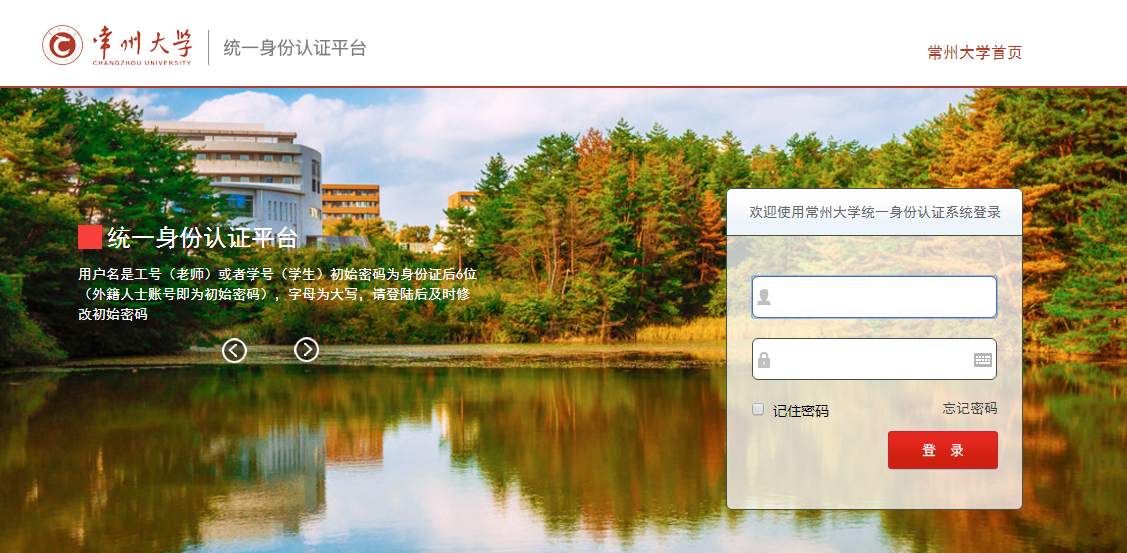 常州大学
CHANGZHOU UNIVERSITY
统一身份认证平台
常州大学首页
统一身份认证平台
用户名是工号（老师）或者学号（学生）初始密码为身份证后6位
（外籍人士账号即为初始密码），字母为大写，请登陆后及时修
改初始密码
欢迎使用常州大学统一身份认证系统登录
记住密码
忘记密码
登 录